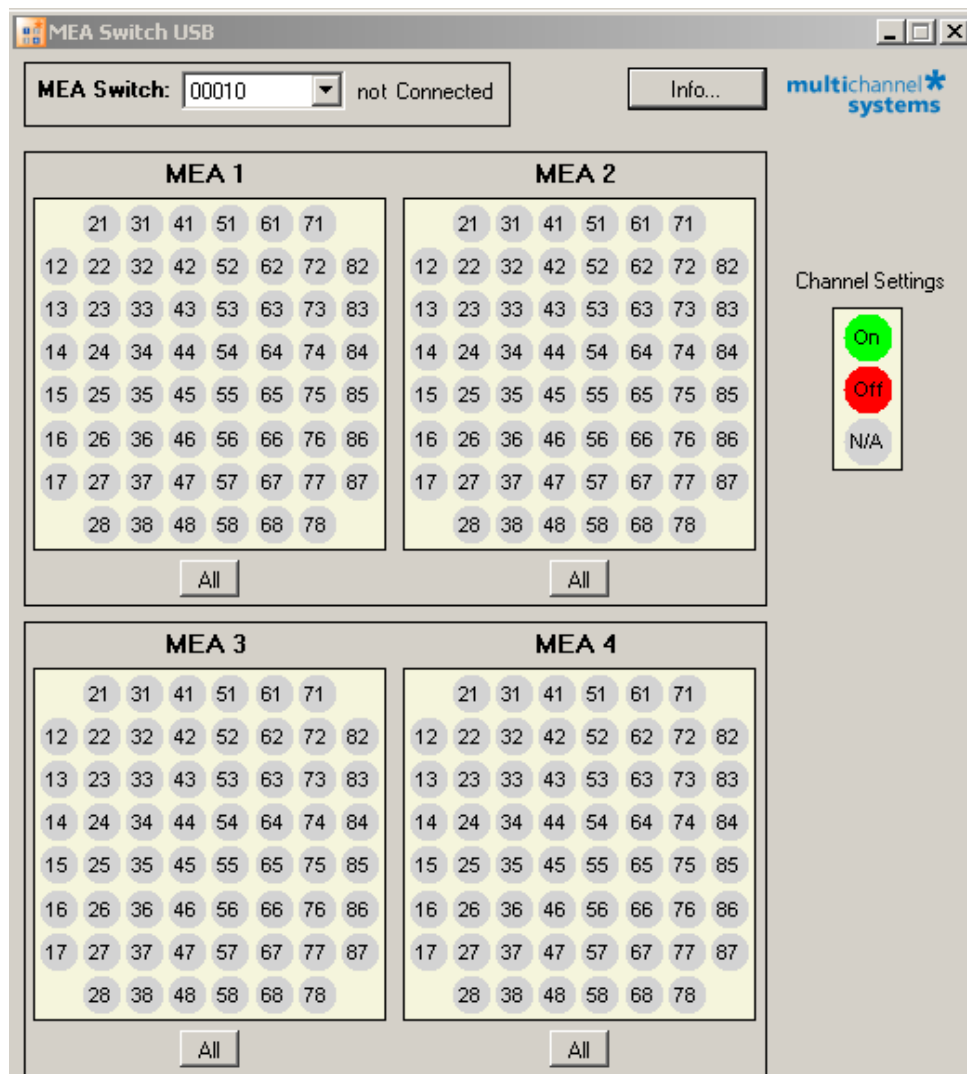 MEA Switch USB
MEA Switch: 00010 not Connected Info... multichannel* systems
MEA 1 MEA 2
21 31 41 51 61 71 21 31 41 51 61 71
12 22 32 42 52 62 72 82 12 22 32 42 52 62 72 82
Channel Settings
13 23 33 43 53 63 73 83 13 23 33 43 53 63 73 83
On
14 24 34 44 54 64 74 84 14 24 34 44 54 64 74 84
Off
15 25 35 45 55 65 75 85 15 25 35 45 55 65 75 85
N/A
16 26 36 46 56 66 76 86 16 26 36 46 56 66 76 86
17 27 37 47 57 67 77 87 17 27 37 47 57 67 77 87
28 38 48 58 68 78 28 38 48 58 68 78
All All
MEA 3 MEA 4
21 31 41 51 61 71 21 31 41 51 61 71
12 22 32 42 52 62 72 82 12 22 32 42 52 62 72 82
13 23 33 43 53 63 73 83 13 23 33 43 53 63 73 83
14 24 34 44 54 64 74 84 14 24 34 44 54 64 74 84
15 25 35 45 55 65 75 85 15 25 35 45 55 65 75 85
16 26 36 46 56 66 76 86 16 26 36 46 56 66 76 86
17 27 37 47 57 67 77 87 17 27 37 47 57 67 77 87
28 38 48 58 68 78 28 38 48 58 68 78
All All